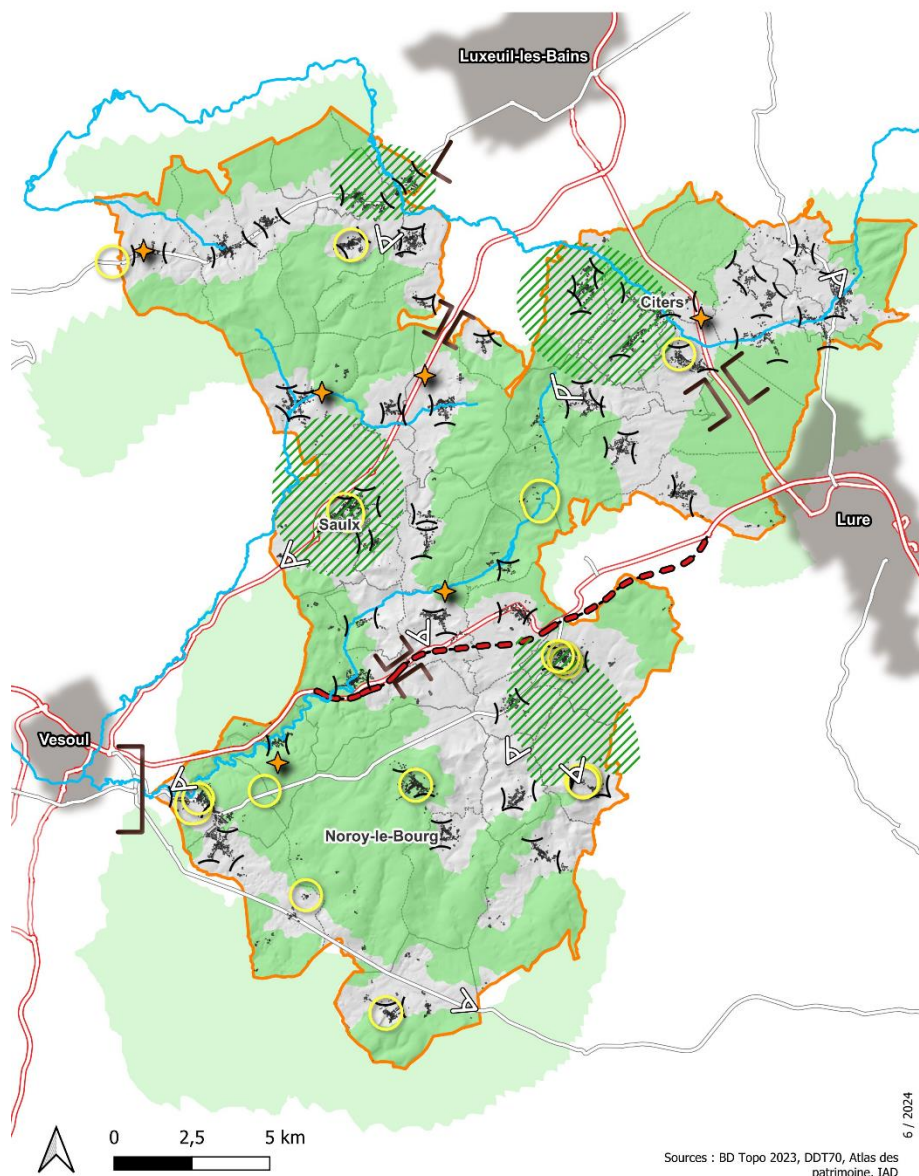 Luxeuil-les-Bains
Citers
Saulx
Lure
Vesoul
Noroy-le-Bourg
0 2,5 5 km
6 / 2024
Sources : BD Topo 2023, DDT70, Atlas des
patrimoine, IAD